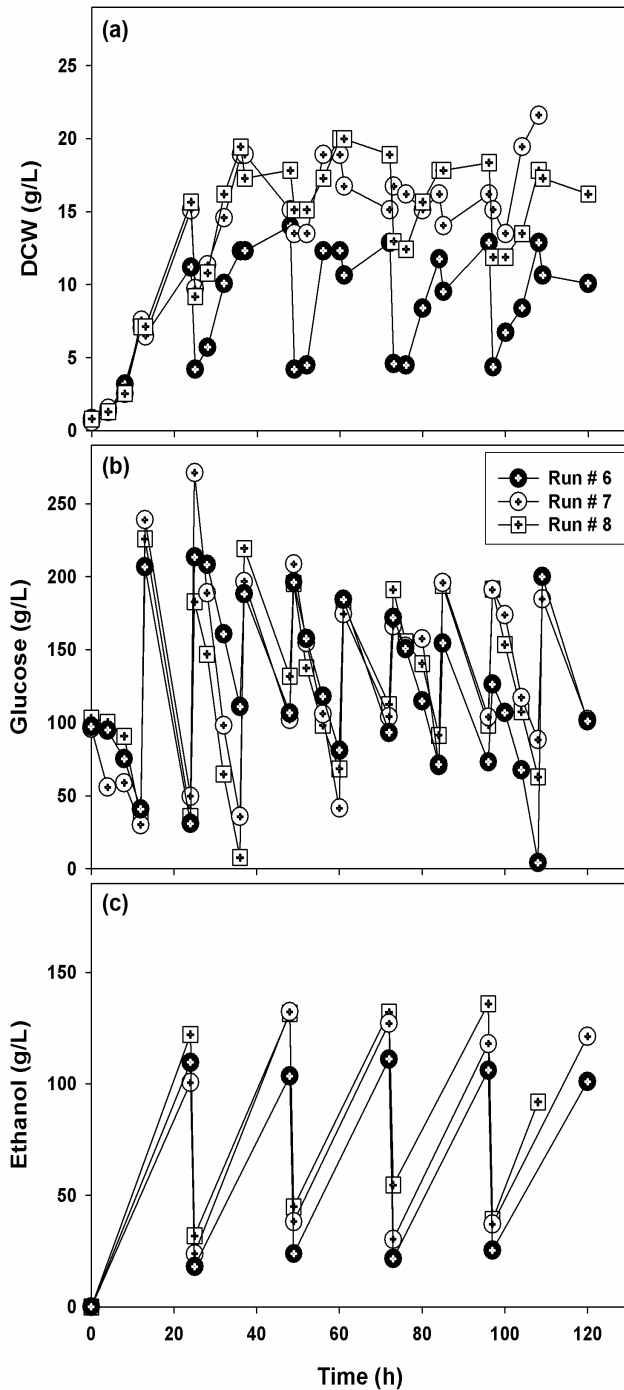 (a)
25
20
15
10
5
0
DCW (g/L)
(b)
Run # 6
Run # 7
Run # 8
250
200
150
100
50
0
Glucose (g/L)
(c)
150
100
50
0
Ethanol (g/L)
0 20 40 60 80 100 120
Time (h)